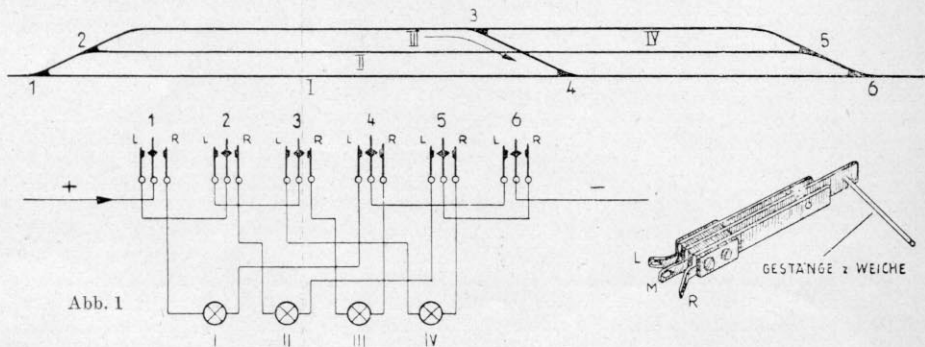 3
2 III IV 5
II
1 I 4 6
1 2 3 4 5 6
L R L R L R L R L R L R
+ −
L
M
R
GESTÄNGE z WEICHE
Abb. 1
I II III IV